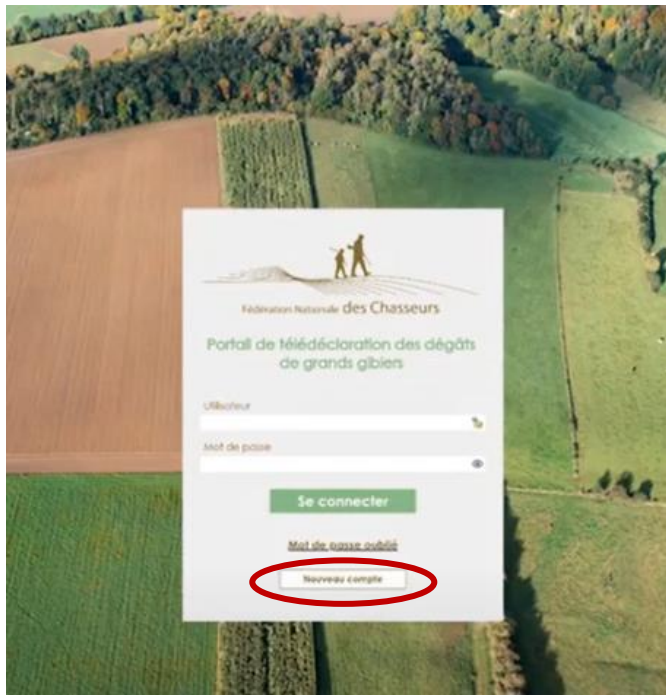 Fédération Nationale des Chasseurs
Portail de télédéclaration des dégâts
de grands gibiers
Utilisateur
Mot de passe
Se connecter
Mot de passe oublié
Nouveau compte